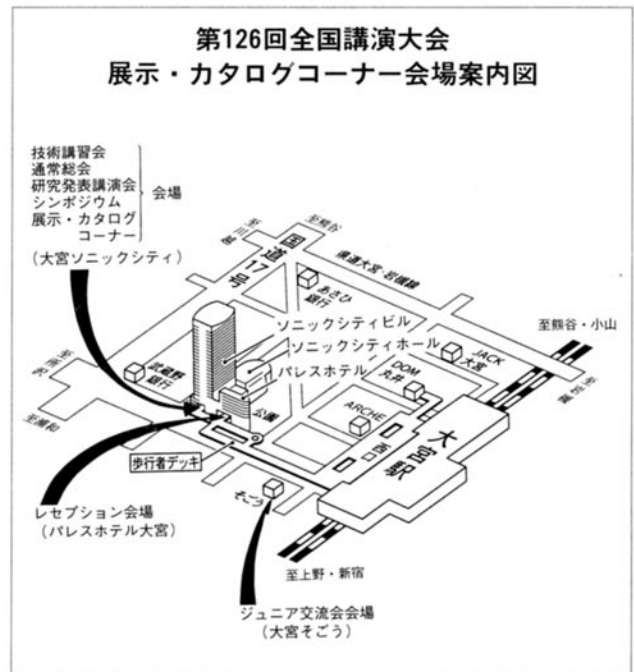 第126回全国講演大会
展示・カタログコーナー会場案内図
技術講習会
通常総会
研究発表講演会
シンポジウム
展示・カタログ
コーナー
会場
(大宮ソニックシティ)
至川越
至熊谷
国道17号
県道大宮・岩槻線
あさひ
銀行
ソニックシティビル
ソニックシティホール
パレスホテル
至所沢
武蔵野
銀行
公園
至浦和
歩行者デッキ
DOM
丸井
JACK
大宮
ARCHE
至熊谷・小山
至岩槻
西口
大宮駅
そごう
レセプション会場
(パレスホテル大宮)
至上野・新宿
ジュニア交流会会場
(大宮そごう)